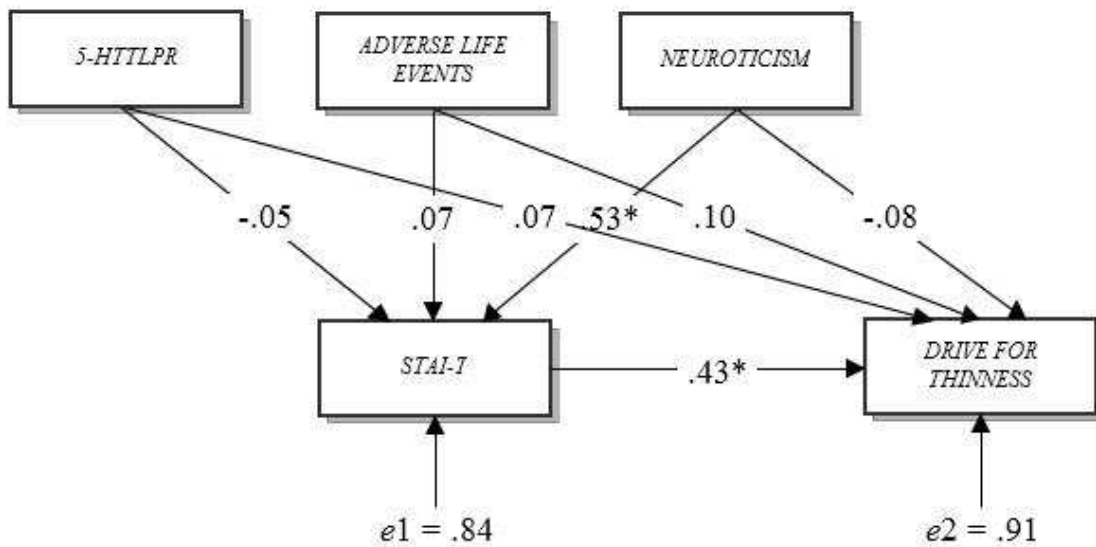 5-HTTLPR
ADVERSE LIFE
EVENTS
NEUROTICISM
-.05
.07
.07
.53*
.10
-.08
STAI-T
.43*
DRIVE FOR
THINNESS
e1 = .84
e2 = .91